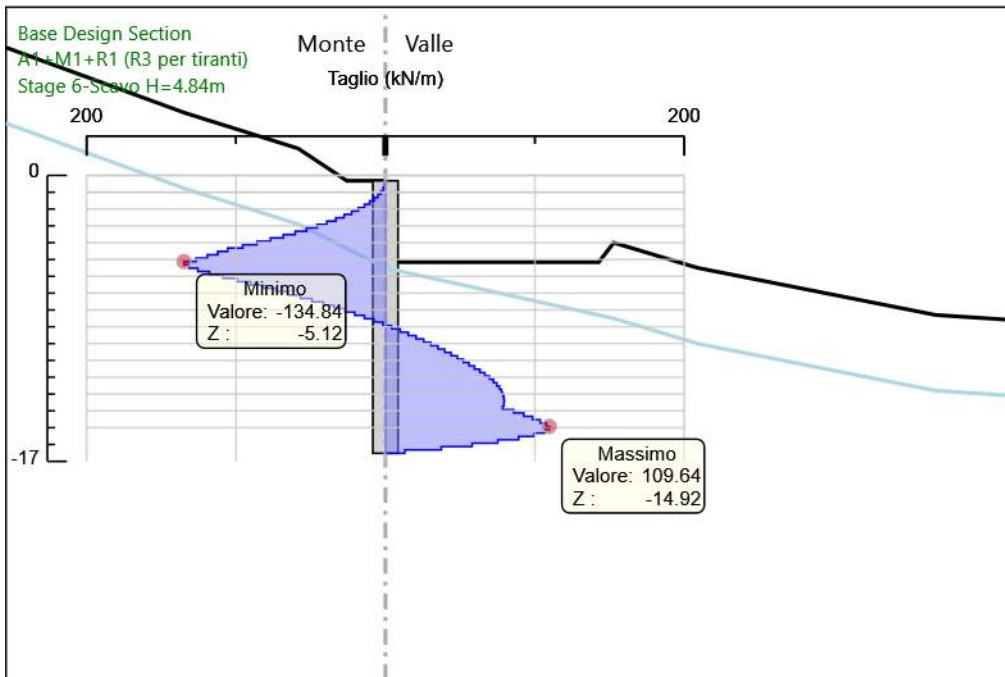 Base Design Section
Monte Valle
A1+M1+R1 (R3 per tiranti)
Taglio (kN/m)
Stage 6-Scavo H=4.84m
200 200
0
Minimo
Valore: -134.84
Z : -5.12
Massimo
Valore: 109.64
Z : -14.92
-17